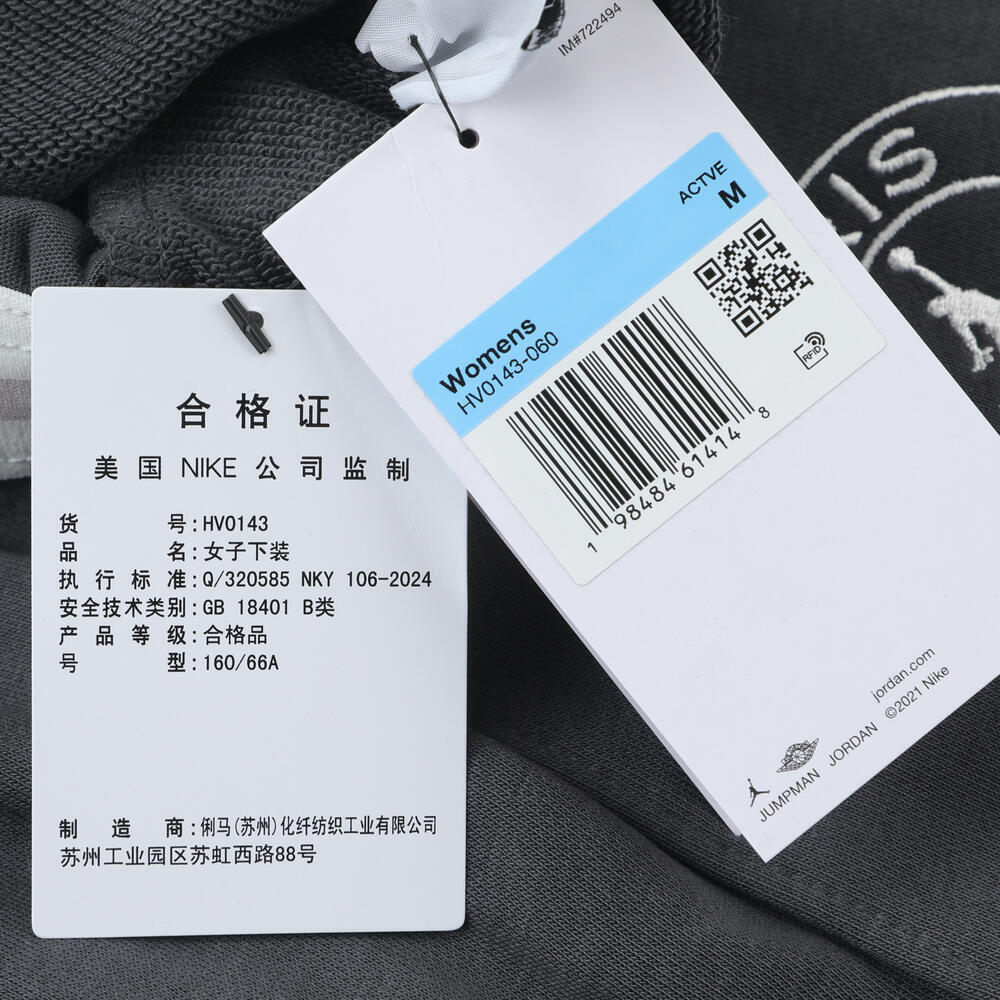 IM#722494
ACTVE
M
Womens
HV0143-060
RFID
1 98484 61414 8
jordan.com
©2021 Nike
JUMPMAN JORDAN
IS
合格证
美国 NIKE 公司监制
货号:HV0143
品名:女子下装
执行标准:Q/320585 NKY 106-2024
安全技术类别:GB 18401 B类
产品等级:合格品
号型:160/66A
制造商:俐马(苏州)化纤纺织工业有限公司
苏州工业园区苏虹西路88号